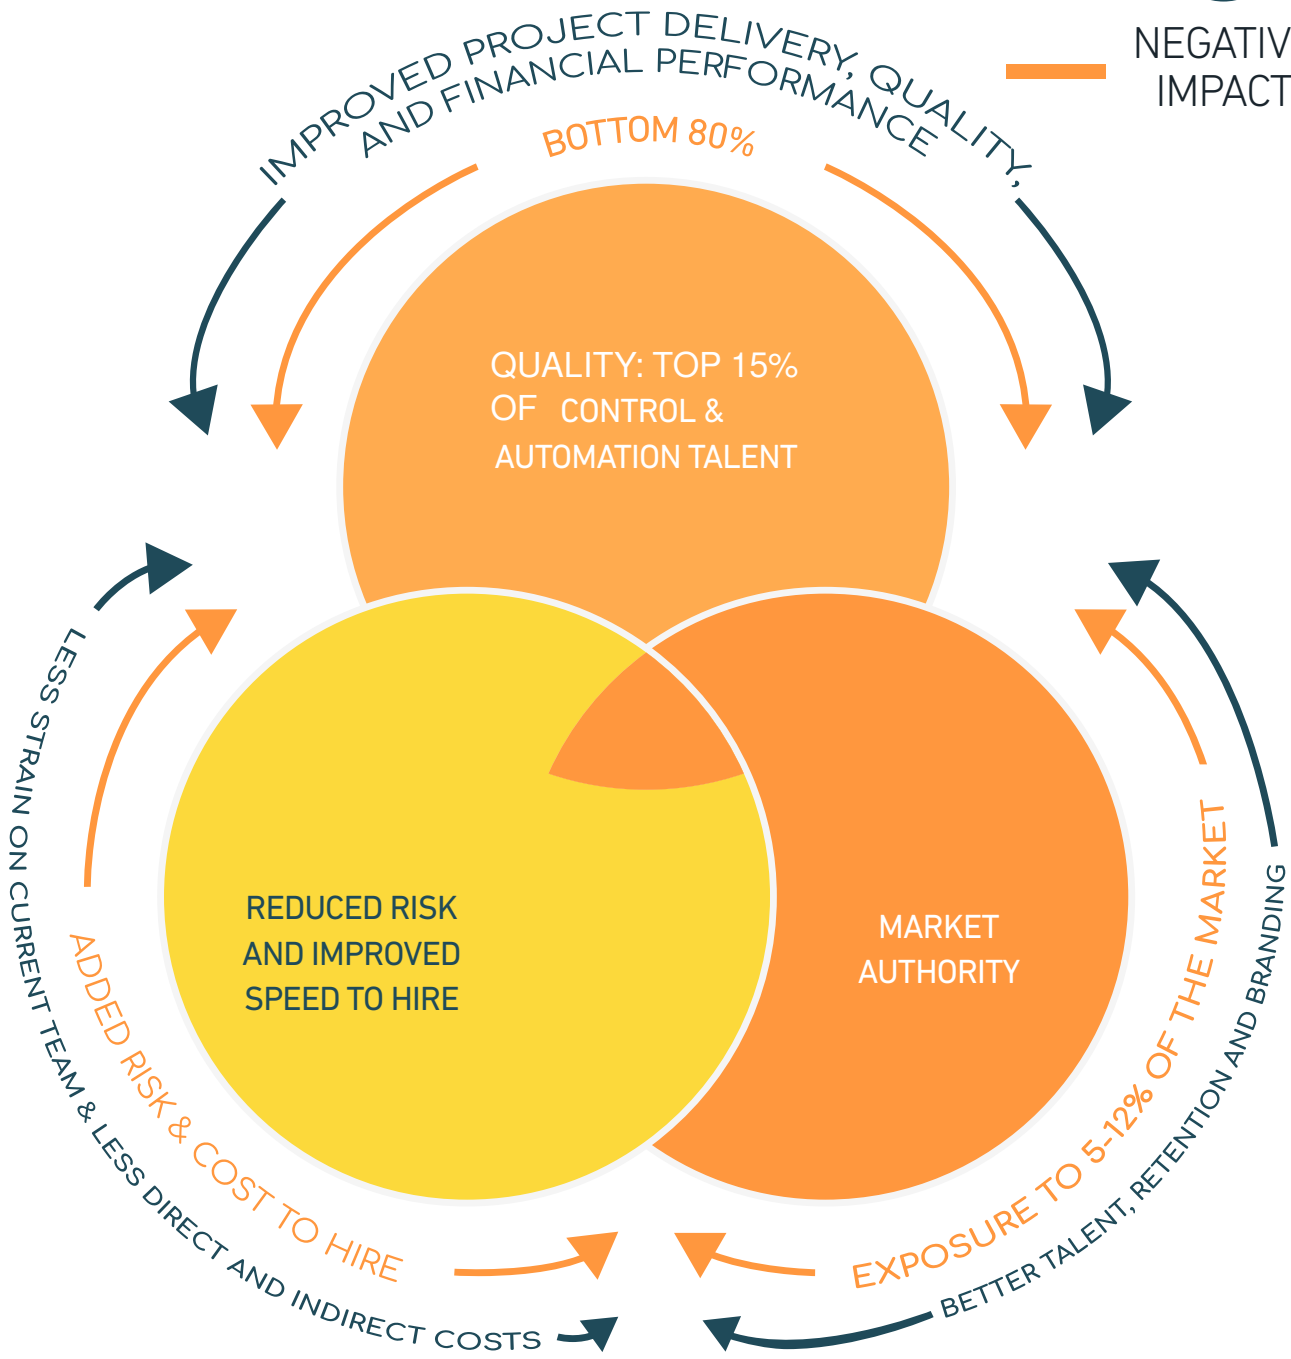 NEGATIV
IMPACT
IMPROVED PROJECT DELIVERY, QUALITY,
AND FINANCIAL PERFORMANCE
BOTTOM 80%
QUALITY: TOP 15%
OF CONTROL &
AUTOMATION TALENT
REDUCED RISK
AND IMPROVED
SPEED TO HIRE
MARKET
AUTHORITY
LESS STRAIN ON CURRENT TEAM & LESS DIRECT AND INDIRECT COSTS
ADDED RISK & COST TO HIRE
EXPOSURE TO 5-12% OF THE MARKET
BETTER TALENT, RETENTION AND BRANDING